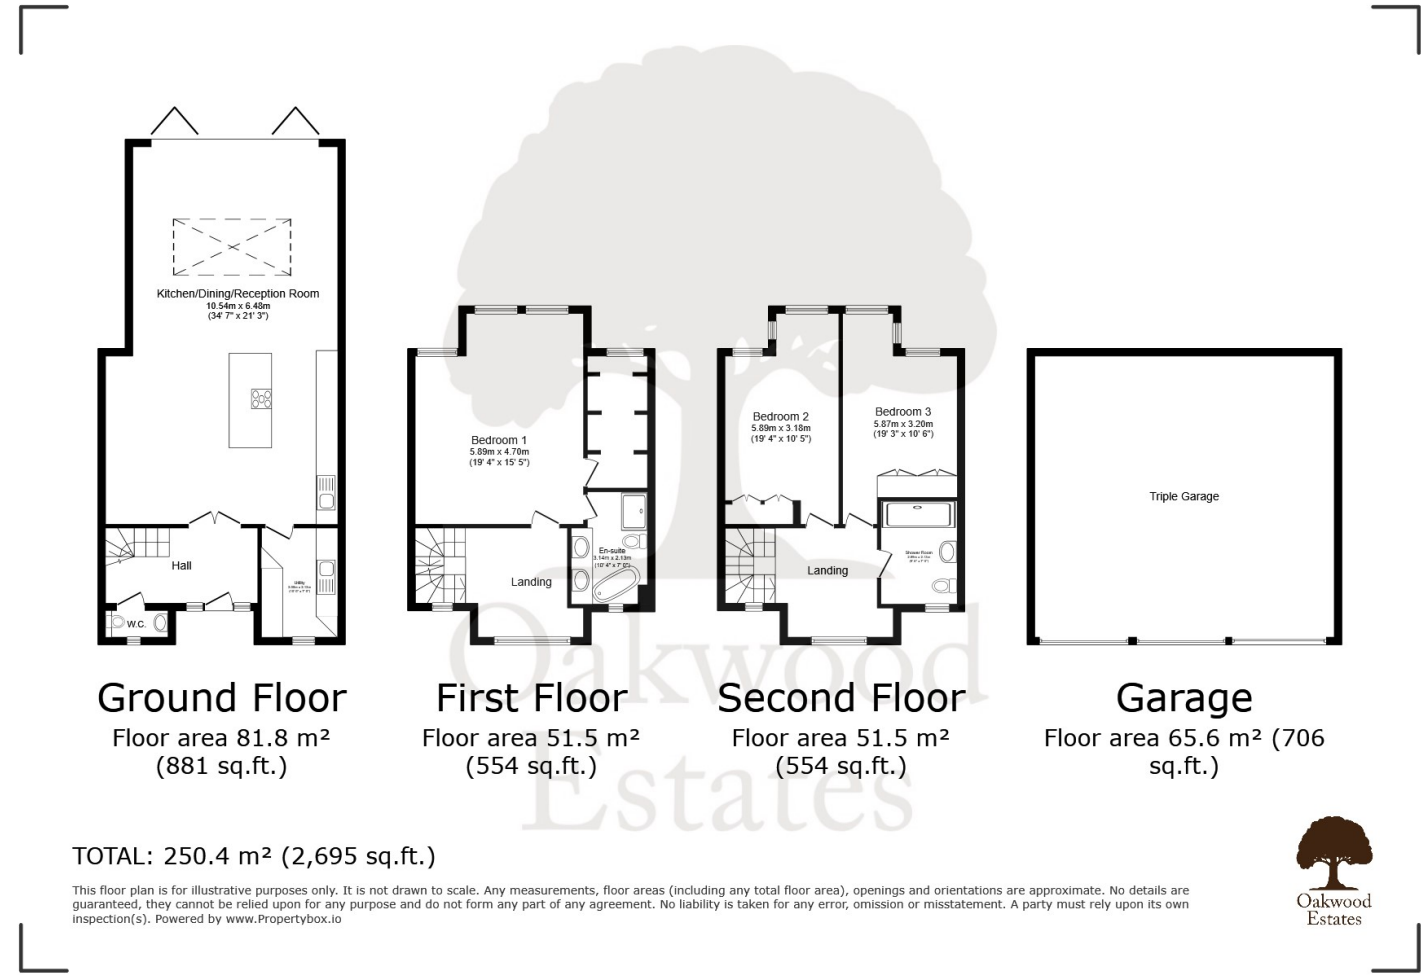 Kitchen/Dining/Reception Room
10.54m x 6.48m
(34' 7" x 21' 3")
Hall
W.C.
Utility
Bedroom 1
5.89m x 4.70m
(19' 4" x 15' 5")
En-suite
3.14m x 2.13m
(10' 4" x 7' 0")
Landing
Bedroom 2
5.89m x 3.18m
(19' 4" x 10' 5")
Bedroom 3
5.87m x 3.20m
(19' 3" x 10' 6")
Shower Room
Landing
Triple Garage
Oakwood
Estates
Ground Floor
Floor area 81.8 m²
(881 sq.ft.)
First Floor
Floor area 51.5 m²
(554 sq.ft.)
Second Floor
Floor area 51.5 m²
(554 sq.ft.)
Garage
Floor area 65.6 m² (706
sq.ft.)
TOTAL: 250.4 m² (2,695 sq.ft.)
This floor plan is for illustrative purposes only. It is not drawn to scale. Any measurements, floor areas (including any total floor area), openings and orientations are approximate. No details are
guaranteed, they cannot be relied upon for any purpose and do not form any part of any agreement. No liability is taken for any error, omission or misstatement. A party must rely upon its own
inspection(s). Powered by www.Propertybox.io
Oakwood
Estates